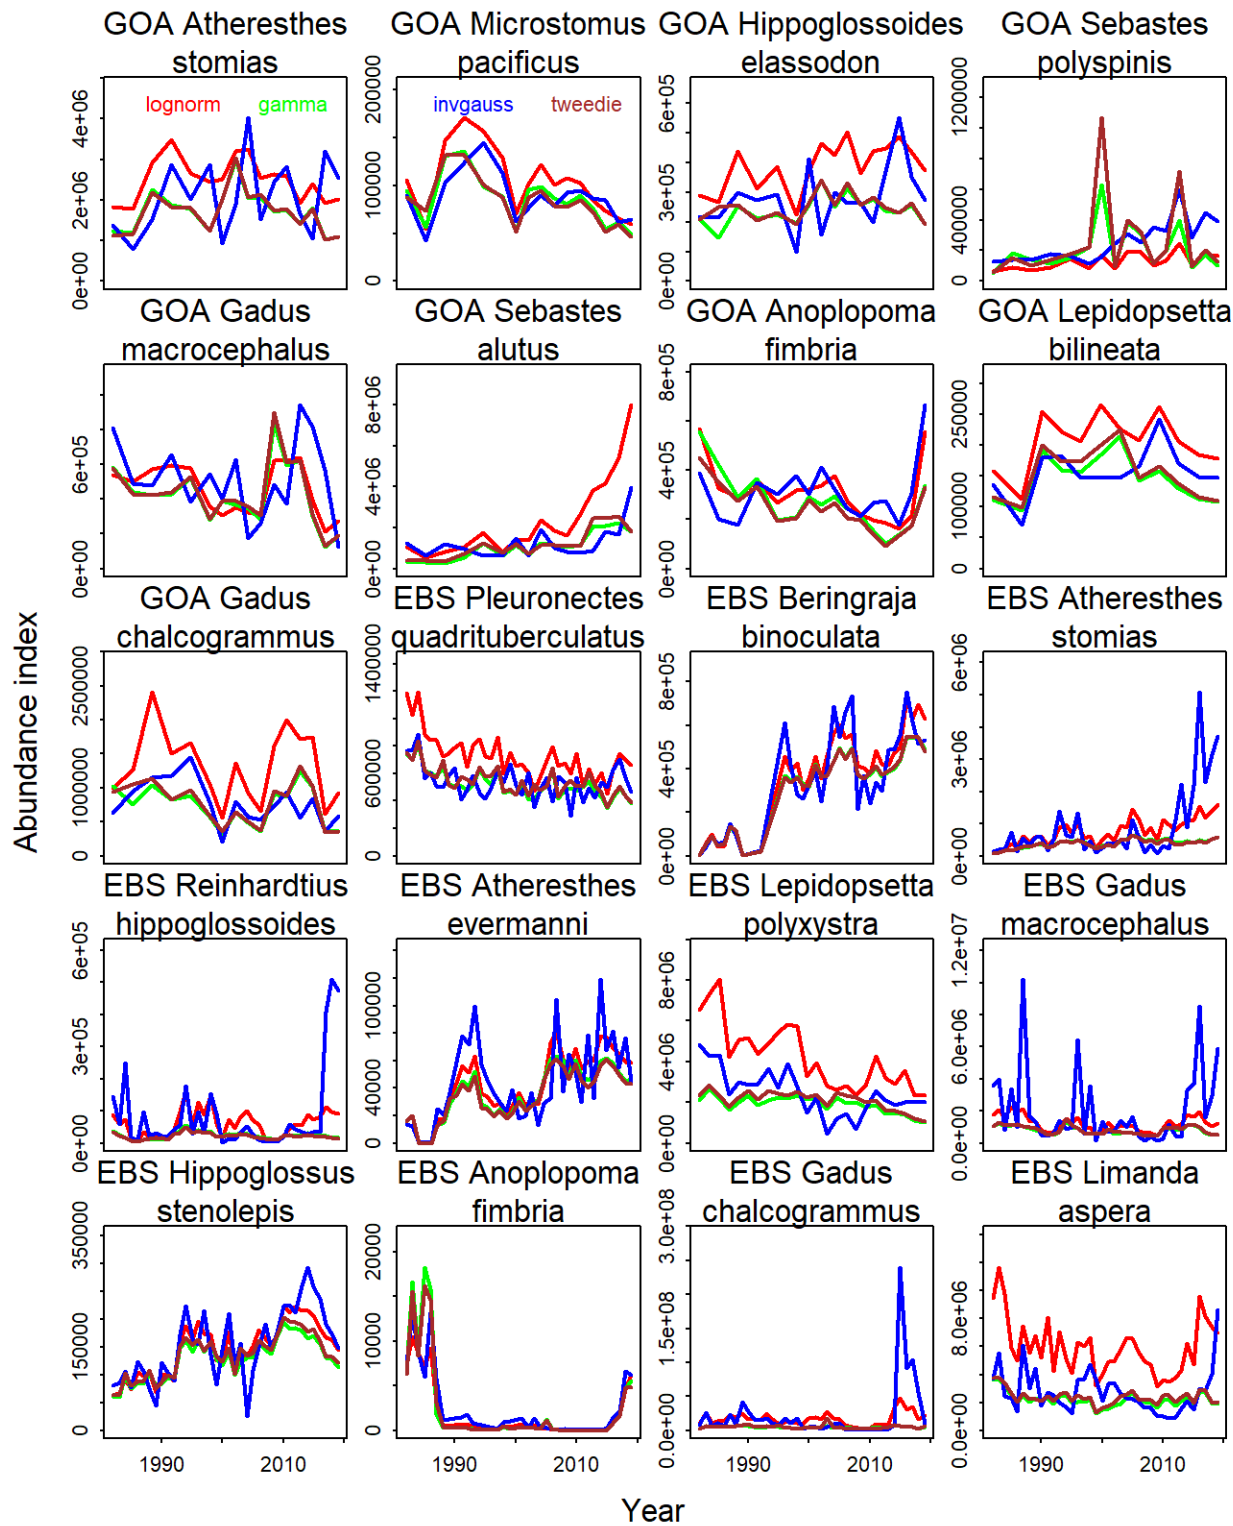 GOA Atheresthes
stomias
GOA Microstomus
pacificus
GOA Hippoglossoides
elassodon
GOA Sebastes
polyspinis
lognorm gamma
invgauss tweedie
0e+00 2e+06 4e+06
0 1000000 2000000
0e+00 3e+05 6e+05
0 400000 1200000
GOA Gadus
macrocephalus
GOA Sebastes
alutus
GOA Anoplopoma
fimbria
GOA Lepidopsetta
bilineata
0e+00 6e+05
0e+00 4e+06 8e+06
0e+00 4e+05 8e+05
0 100000 250000
GOA Gadus
chalcogrammus
EBS Pleuronectes
quadrituberculatus
EBS Beringraja
binoculata
EBS Atheresthes
stomias
0 1000000 2500000
0 600000 1400000
0e+00 4e+05 8e+05
0e+00 3e+06 6e+06
EBS Reinhardtius
hippoglossoides
EBS Atheresthes
evermanni
EBS Lepidopsetta
polyxystra
EBS Gadus
macrocephalus
0e+00 3e+05 6e+05
0 40000 100000
0e+00 4e+06 8e+06
0.0e+00 6.0e+06 1.2e+07
EBS Hippoglossus
stenolepis
EBS Anoplopoma
fimbria
EBS Gadus
chalcogrammus
EBS Limanda
aspera
0 150000 350000
0 10000 20000
0.0e+00 1.5e+08 3.0e+08
0.0e+00 8.0e+06
1990 2010
1990 2010
1990 2010
1990 2010
Abundance index
Year